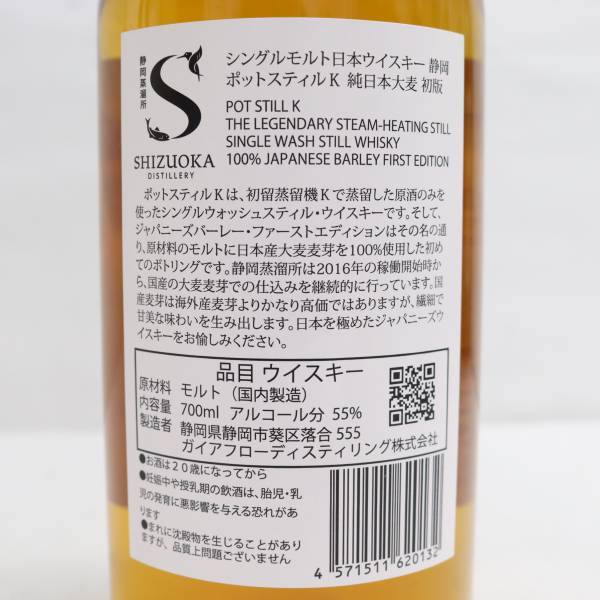 静岡蒸溜所
S
SHIZUOKA
DISTILLERY
シングルモルト日本ウイスキー 静岡
ポットスティルK 純日本大麦 初版
POT STILL K
THE LEGENDARY STEAM-HEATING STILL
SINGLE WASH STILL WHISKY
100% JAPANESE BARLEY FIRST EDITION
ポットスティルKは、初留蒸留機Kで蒸留した原酒のみを
使ったシングルウォッシュスティル・ウイスキーです。そして、
ジャパニーズバーレー・ファーストエディションはその名の通
り、原材料のモルトに日本産大麦麦芽を100%使用した初め
てのボトリングです。静岡蒸溜所は2016年の稼働開始時か
ら、国産の大麦麦芽での仕込みを継続的に行っています。国
産麦芽は海外産麦芽よりかなり高価ではありますが、繊細で
甘美な味わいを生み出します。日本を極めたジャパニーズウ
イスキーをお愉しみください。
品目 ウイスキー
原材料 モルト（国内製造）
内容量 700ml アルコール分 55%
製造者 静岡県静岡市葵区落合 555
ガイアフローディスティリング株式会社
●お酒は20歳になってから
●妊娠中や授乳期の飲酒は、胎児・乳
児の発育に悪影響を与える恐れがあ
ります
●まれに沈殿物を生じることがあり
ますが、品質上問題ございません
4 571511 620132